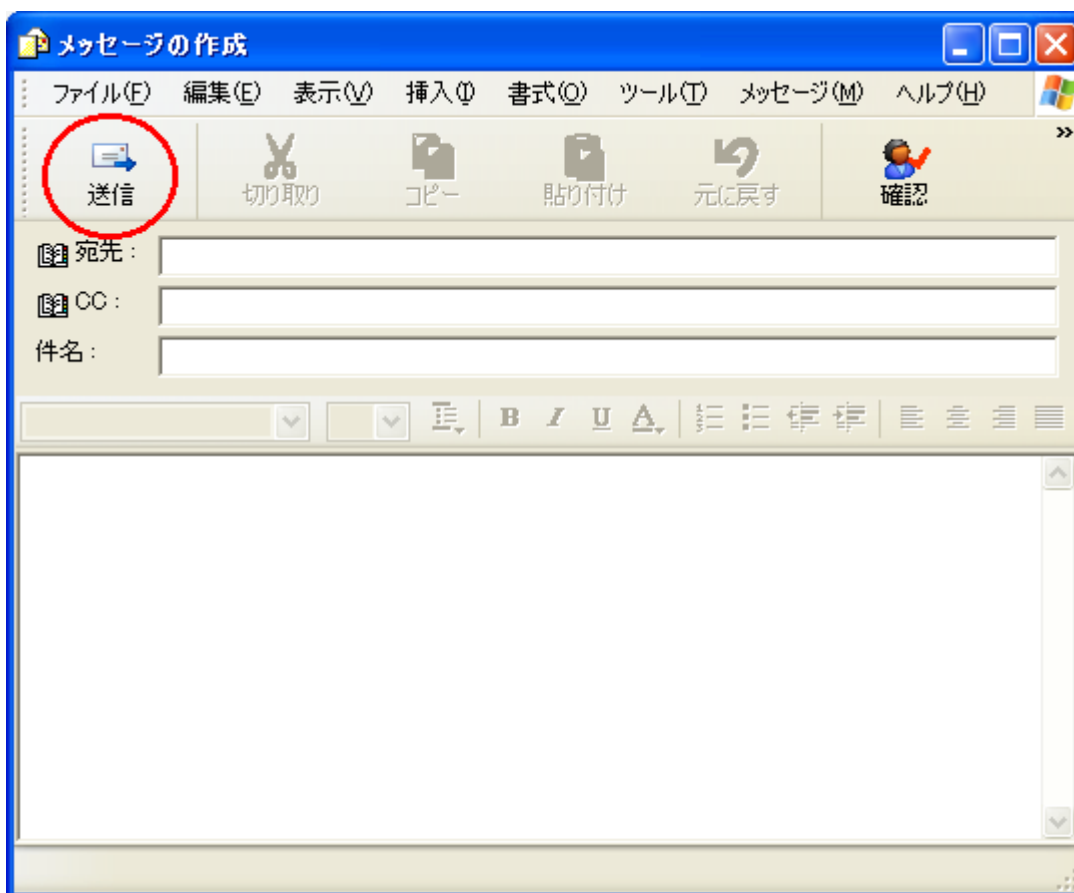 メッセージの作成
ファイル(F) 編集(E) 表示(V) 挿入(I) 書式(O) ツール(T) メッセージ(M) ヘルプ(H)
送信 切り取り コピー 貼り付け 元に戻す 確認
宛先:
CC:
件名:
B I U A